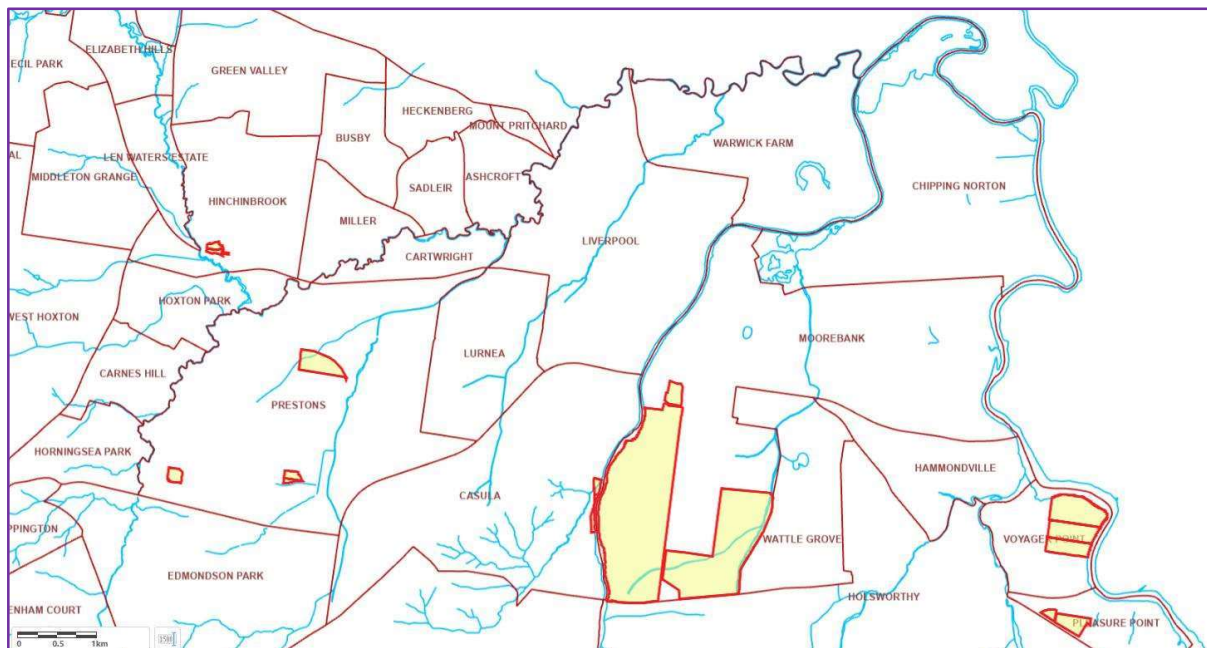 ELIZABETH HILLS
ECIL PARK
GREEN VALLEY
HECKENBERG
MOUNT PRITCHARD
BUSBY
WARWICK FARM
AL
LEN WATERS ESTATE
MIDDLETON GRANGE
ASHCROFT
SADLEIR
CHIPPING NORTON
HINCHINBROOK
MILLER
LIVERPOOL
CARTWRIGHT
HOXTON PARK
WEST HOXTON
MOOREBANK
LURNEA
CARNES HILL
PRESTONS
HORNINGSEA PARK
HAMMONDVILLE
CASULA
PPINGTON
WATTLE GROVE
VOYAGER POINT
EDMONDSON PARK
HOLSWORTHY
ENHAM COURT
PLEASURE POINT
0 0.5 1km